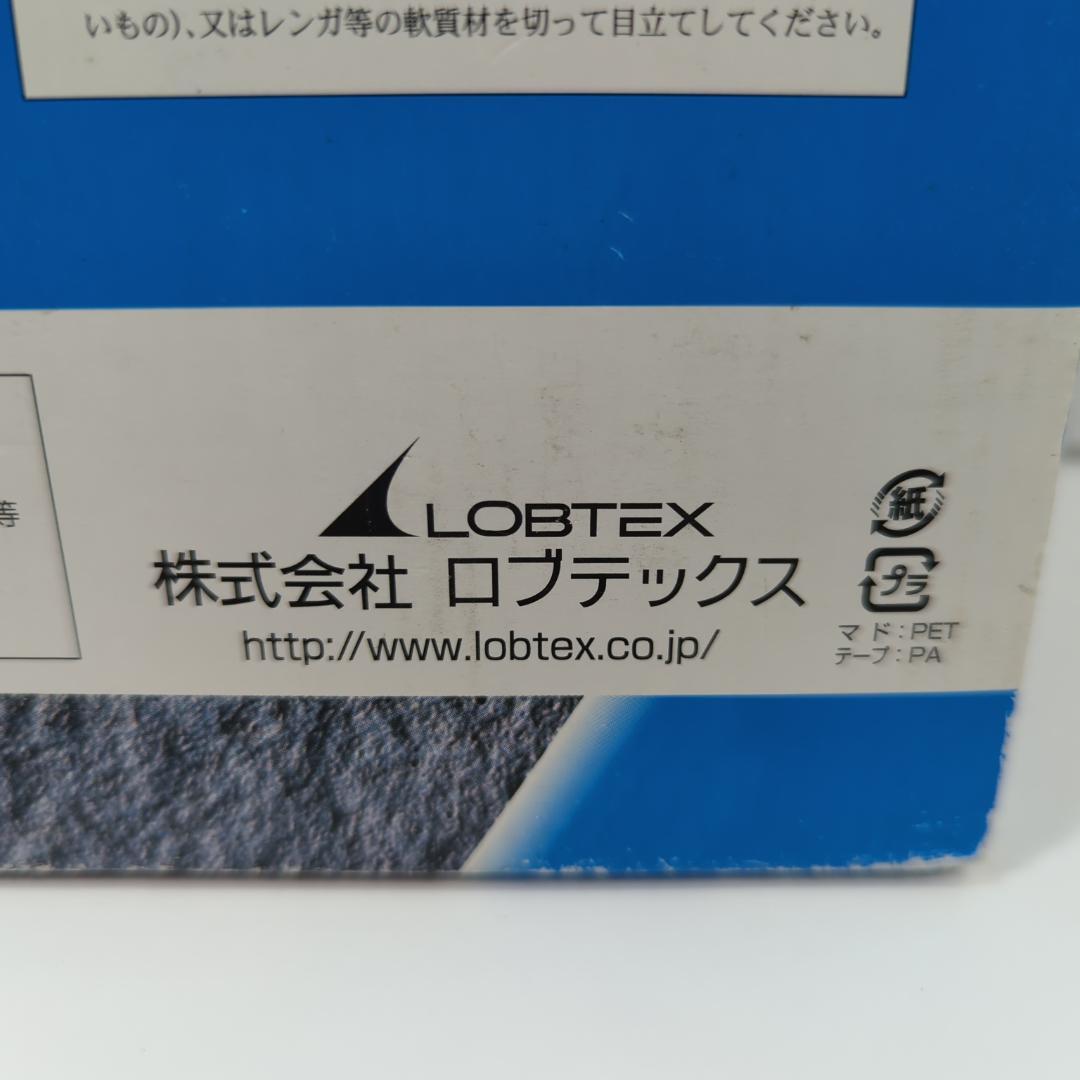 いもの)、又はレンガ等の軟質材を切って目立てしてください。
等
LOBTEX
株式会社 ロブテックス
http://www.lobtex.co.jp/
紙
プラ
マ ド : PET
テープ : PA